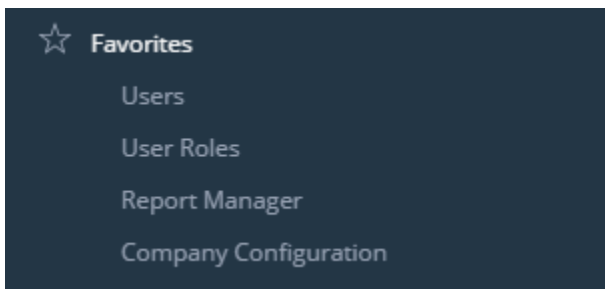 Favorites
Users
User Roles
Report Manager
Company Configuration